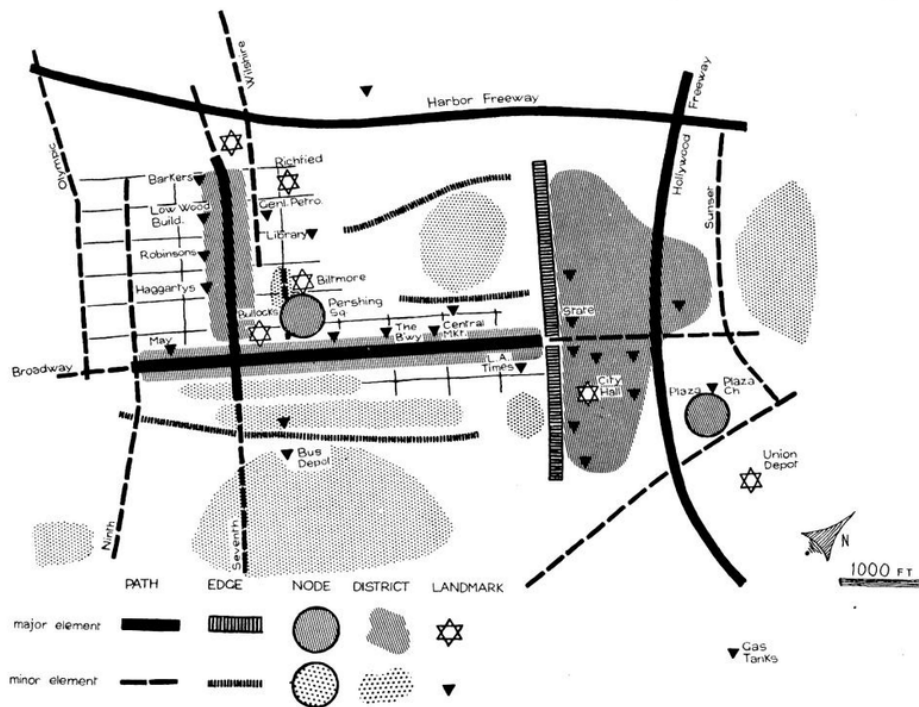 Wilshire
Harbor Freeway
Freeway
Hollywood
Olympic
Sunset
Richfield
Barkers
Low Wood
Build.
Genl. Petro.
Library
Robinsons
Haggartys
Biltmore
Bullocks
Pershing
Sq.
State
May
The
B'wy
Central
Mkt.
Broadway
L.A.
Times
City
Hall
Plaza
Plaza
Ch
Bus
Depot
Union
Depot
Ninth
Seventh
N
1000 FT.
PATH
EDGE
NODE
DISTRICT
LANDMARK
major element
minor element
Gas
Tanks